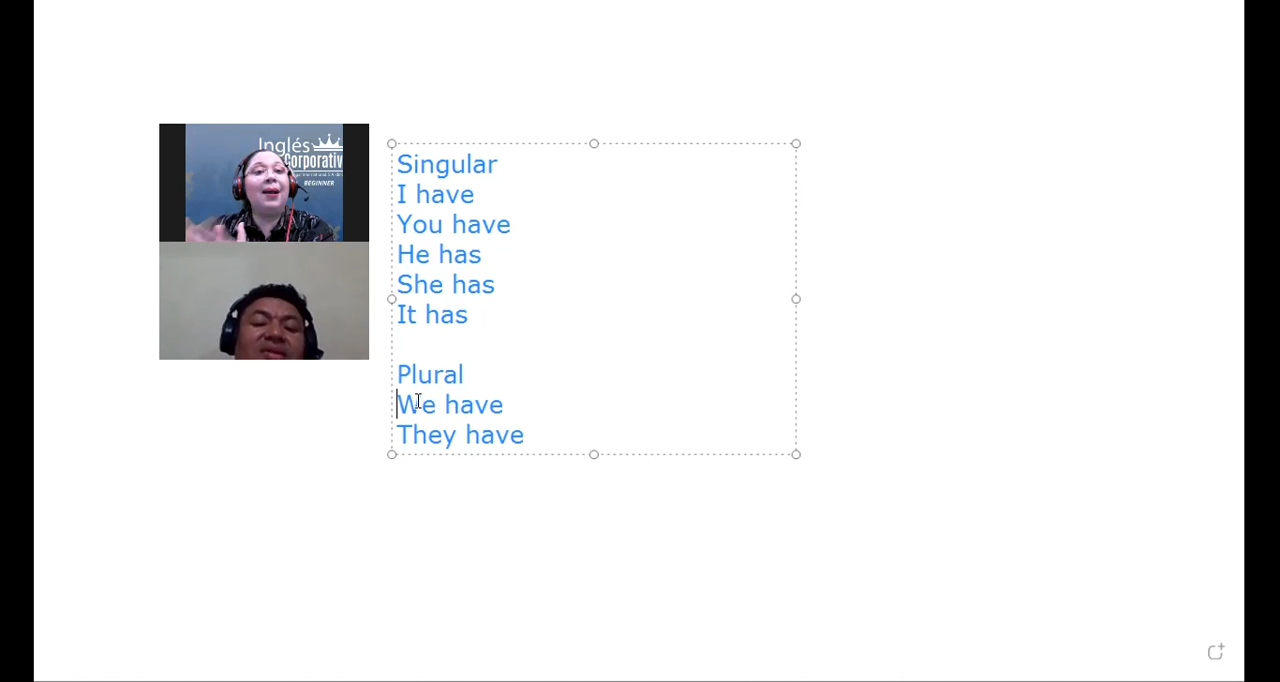 Inglés
Corporativ
BEGINNER
Singular
I have
You have
He has
She has
It has
Plural
We have
They have